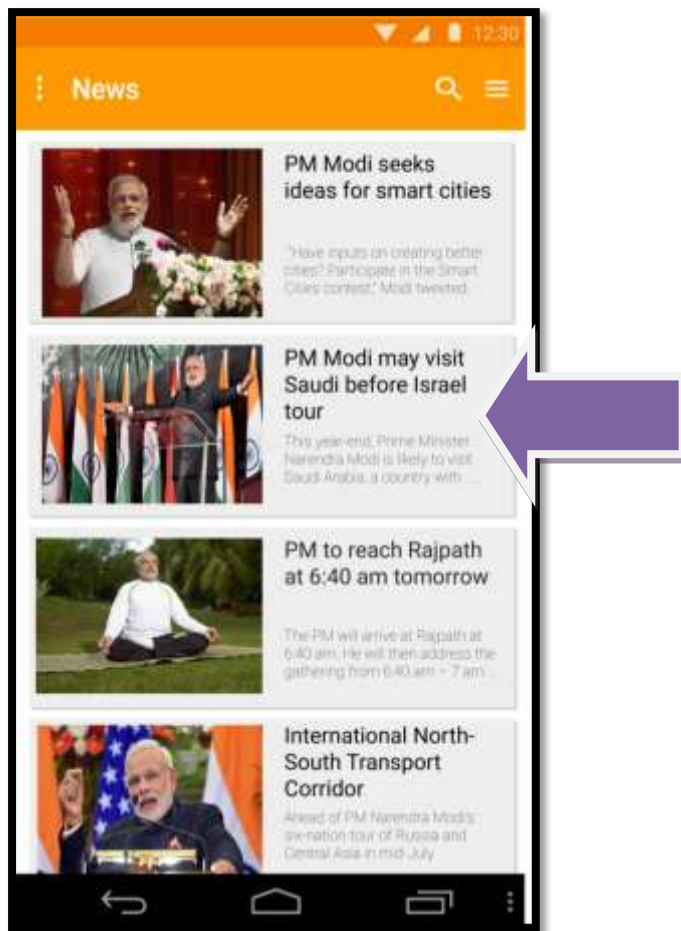 12:30
News
PM Modi seeks
ideas for smart cities
"Have inputs on creating better
cities? Participate in the Smart
Cities contest," Modi tweeted.
PM Modi may visit
Saudi before Israel
tour
This year-end, Prime Minister
Narendra Modi is likely to visit
Saudi Arabia, a country with ....
PM to reach Rajpath
at 6:40 am tomorrow
The PM will arrive at Rajpath at
6:40 am. He will then address the
gathering from 6:40 am – 7 am ...
International North-
South Transport
Corridor
Ahead of PM Narendra Modi's
six-nation tour of Russia and
Central Asia in mid-July